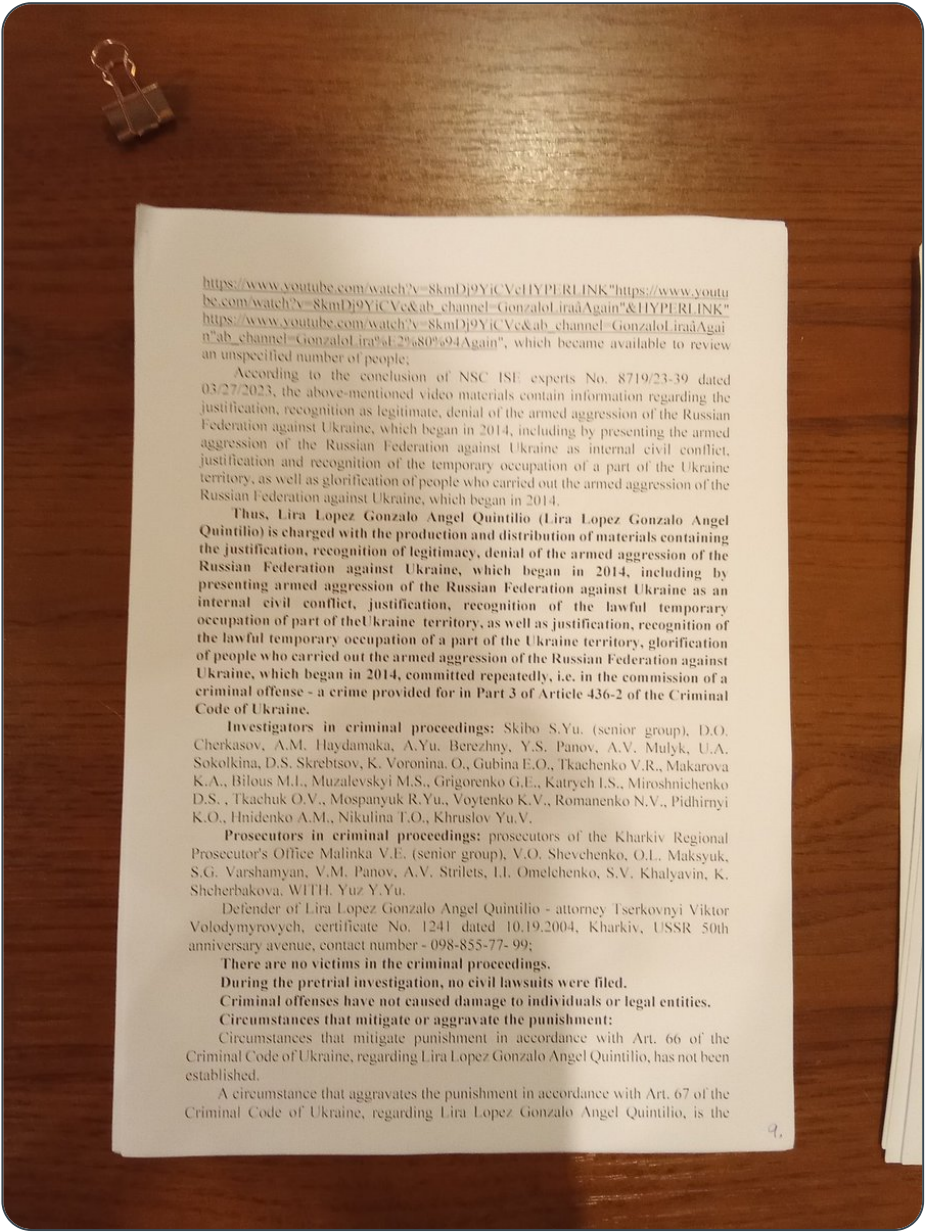 https://www.youtube.com/watch?v=8kmDj9YiCVcHYPERLINK"https://www.youtu
be.com/watch?v=8kmDj9YiCVc&ab_channel=GonzaloLiraâAgain"&HYPERLINK"
https://www.youtube.com/watch?v=8kmDj9YiCVc&ab_channel=GonzaloLiraâAgai
n"ab_channel=GonzaloLira%E2%80%94Again", which became available to review
an unspecified number of people;
According to the conclusion of NSC ISE experts No. 8719/23-39 dated
03/27/2023, the above-mentioned video materials contain information regarding the
justification, recognition as legitimate, denial of the armed aggression of the Russian
Federation against Ukraine, which began in 2014, including by presenting the armed
aggression of the Russian Federation against Ukraine as internal civil conflict,
justification and recognition of the temporary occupation of a part of the Ukraine
territory, as well as glorification of people who carried out the armed aggression of the
Russian Federation against Ukraine, which began in 2014.
Thus, Lira Lopez Gonzalo Angel Quintilio (Lira Lopez Gonzalo Angel
Quintilio) is charged with the production and distribution of materials containing
the justification, recognition of legitimacy, denial of the armed aggression of the
Russian Federation against Ukraine, which began in 2014, including by
presenting armed aggression of the Russian Federation against Ukraine as an
internal civil conflict, justification, recognition of the lawful temporary
occupation of part of theUkraine territory, as well as justification, recognition of
the lawful temporary occupation of a part of the Ukraine territory, glorification
of people who carried out the armed aggression of the Russian Federation against
Ukraine, which began in 2014, committed repeatedly, i.e. in the commission of a
criminal offense - a crime provided for in Part 3 of Article 436-2 of the Criminal
Code of Ukraine.
Investigators in criminal proceedings: Skibo S.Yu. (senior group), D.O.
Cherkasov, A.M. Haydamaka, A.Yu. Berezhny, Y.S. Panov, A.V. Mulyk, U.A.
Sokolkina, D.S. Skrebtsov, K. Voronina. O., Gubina E.O., Tkachenko V.R., Makarova
K.A., Bilous M.I., Muzalevskyi M.S., Grigorenko G.E., Katrych I.S., Miroshnichenko
D.S. , Tkachuk O.V., Mospanyuk R.Yu., Voytenko K.V., Romanenko N.V., Pidhirnyi
K.O., Hnidenko A.M., Nikulina T.O., Khruslov Yu.V.
Prosecutors in criminal proceedings: prosecutors of the Kharkiv Regional
Prosecutor's Office Malinka V.E. (senior group), V.O. Shevchenko, O.L. Maksyuk,
S.G. Varshamyan, V.M. Panov, A.V. Strilets, I.I. Omelchenko, S.V. Khalyavin, K.
Shcherbakova. WITH. Yuz Y.Yu.
Defender of Lira Lopez Gonzalo Angel Quintilio - attorney Tserkovnyi Viktor
Volodymyrovych, certificate No. 1241 dated 10.19.2004, Kharkiv, USSR 50th
anniversary avenue, contact number - 098-855-77- 99;
There are no victims in the criminal proceedings.
During the pretrial investigation, no civil lawsuits were filed.
Criminal offenses have not caused damage to individuals or legal entities.
Circumstances that mitigate or aggravate the punishment:
Circumstances that mitigate punishment in accordance with Art. 66 of the
Criminal Code of Ukraine, regarding Lira Lopez Gonzalo Angel Quintilio, has not been
established.
A circumstance that aggravates the punishment in accordance with Art. 67 of the
Criminal Code of Ukraine, regarding Lira Lopez Gonzalo Angel Quintilio, is the
9.